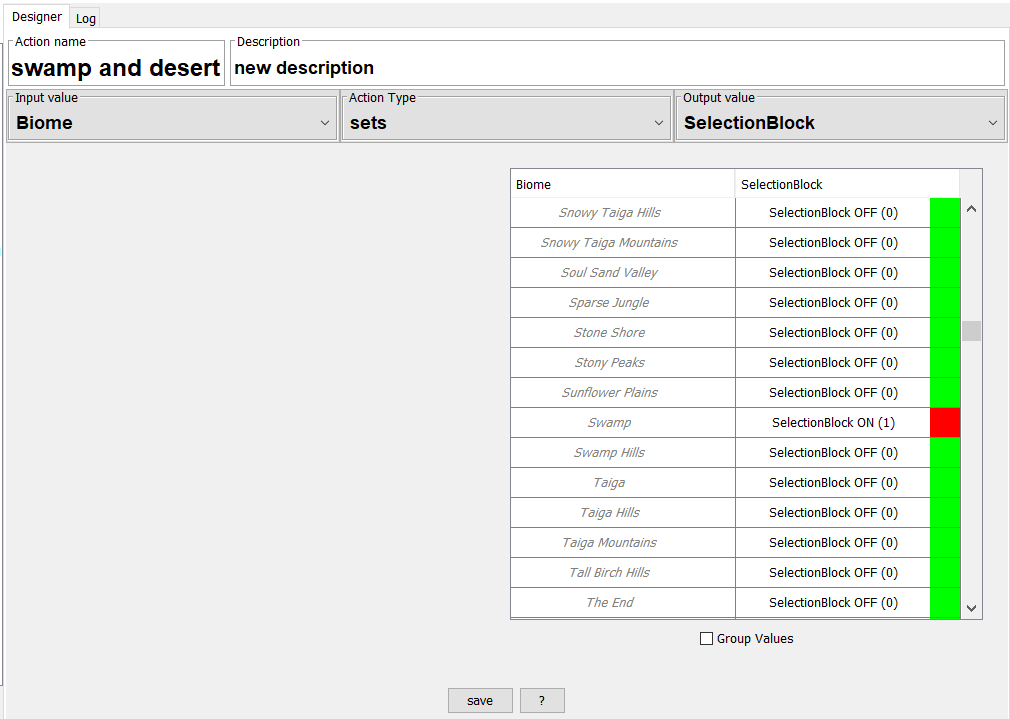 Designer Log
Action name Description
swamp and desert new description
Input value Action Type Output value
Biome sets SelectionBlock
Biome SelectionBlock
Snowy Taiga Hills SelectionBlock OFF (0)
Snowy Taiga Mountains SelectionBlock OFF (0)
Soul Sand Valley SelectionBlock OFF (0)
Sparse Jungle SelectionBlock OFF (0)
Stone Shore SelectionBlock OFF (0)
Stony Peaks SelectionBlock OFF (0)
Sunflower Plains SelectionBlock OFF (0)
Swamp SelectionBlock ON (1)
Swamp Hills SelectionBlock OFF (0)
Taiga SelectionBlock OFF (0)
Taiga Hills SelectionBlock OFF (0)
Taiga Mountains SelectionBlock OFF (0)
Tall Birch Hills SelectionBlock OFF (0)
The End SelectionBlock OFF (0)
Group Values
save ?